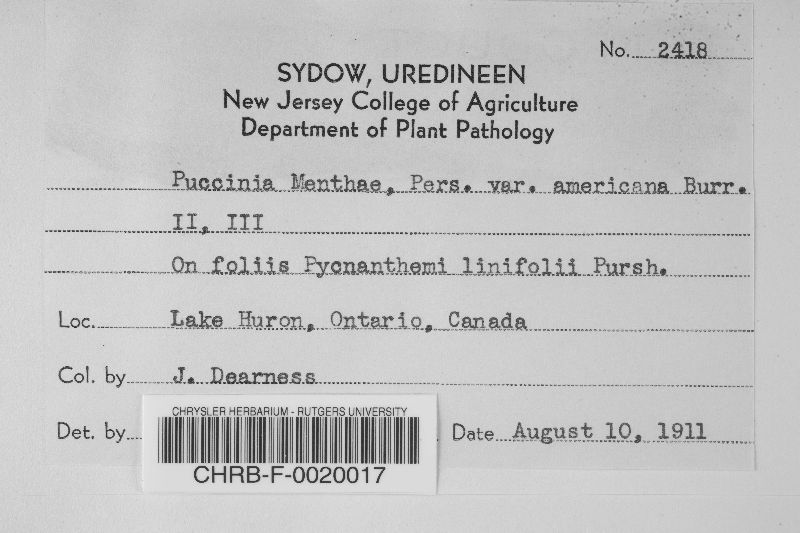 No. 2418
SYDOW, UREDINEEN
New Jersey College of Agriculture
Department of Plant Pathology
Puccinia Menthae, Pers. var. americana Burr.
II, III
On foliis Pycnanthemi linifolii Pursh.
Loc. Lake Huron, Ontario, Canada
Col. by J. Dearness
Det. by Date August 10, 1911
CHRYSLER HERBARIUM - RUTGERS UNIVERSITY
CHRB-F-0020017